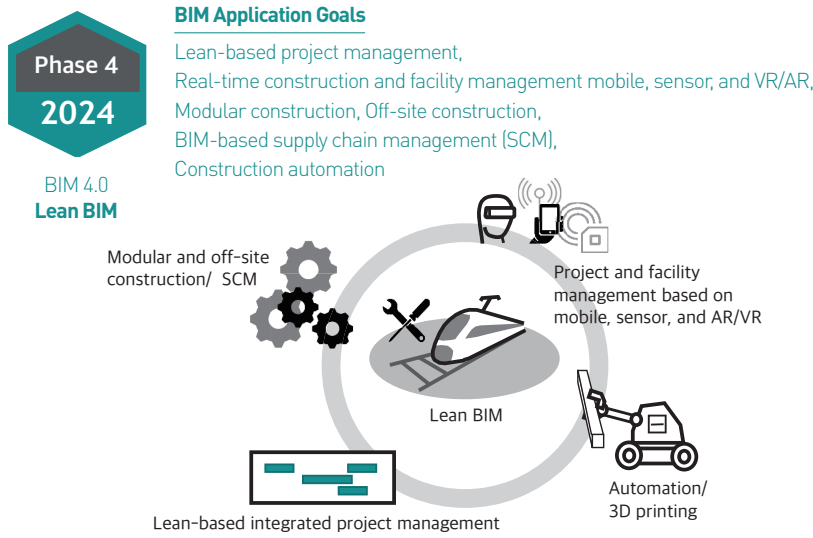 Phase 4
2024
BIM 4.0
Lean BIM
BIM Application Goals
Lean-based project management,
Real-time construction and facility management mobile, sensor, and VR/AR,
Modular construction, Off-site construction,
BIM-based supply chain management (SCM),
Construction automation
Modular and off-site
construction/ SCM
Project and facility
management based on
mobile, sensor, and AR/VR
Lean BIM
Automation/
3D printing
Lean-based integrated project management